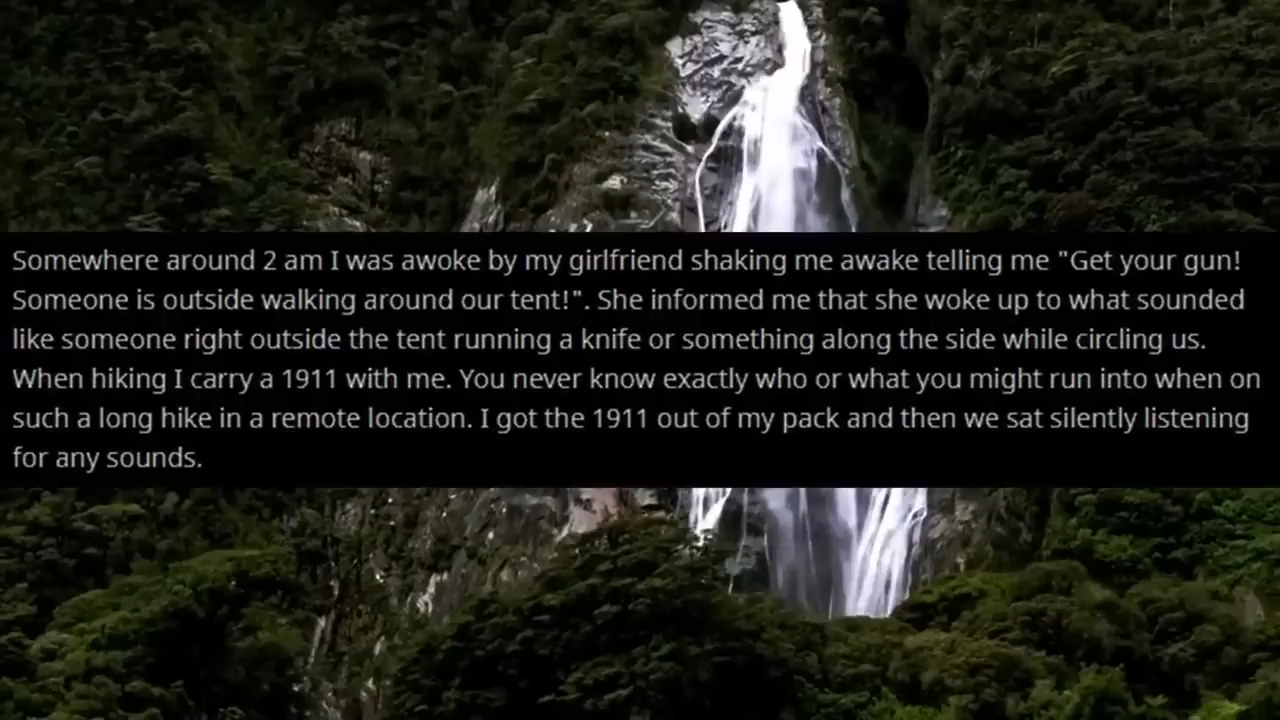 Somewhere around 2 am I was awoke by my girlfriend shaking me awake telling me "Get your gun!
Someone is outside walking around our tent!". She informed me that she woke up to what sounded
like someone right outside the tent running a knife or something along the side while circling us.
When hiking I carry a 1911 with me. You never know exactly who or what you might run into when on
such a long hike in a remote location. I got the 1911 out of my pack and then we sat silently listening
for any sounds.